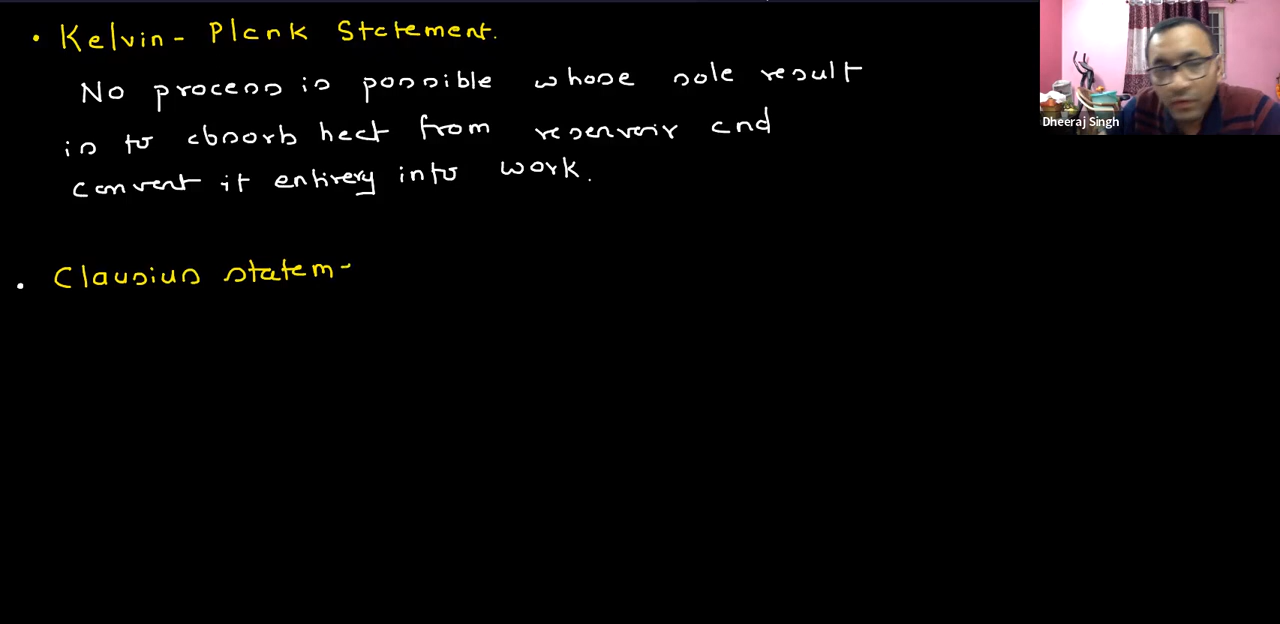 • Kelvin - Plank Statement.
No process is possible whose sole result
is to absorb heat from reservoir and
convert it entirery into work.
• Clausius statem-
Dheeraj Singh